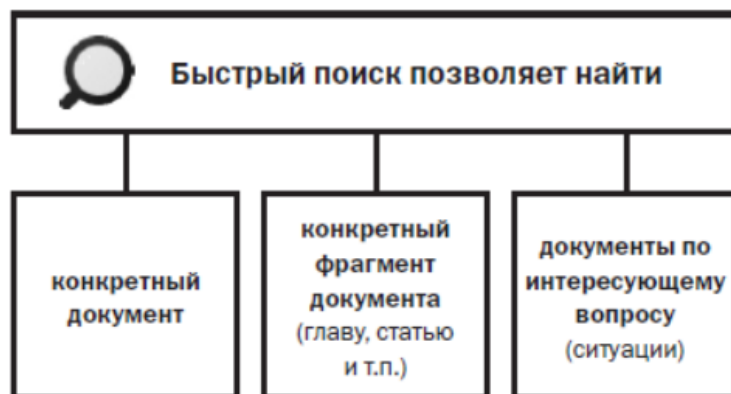 Быстрый поиск позволяет найти
конкретный
документ
конкретный
фрагмент
документа
(главу, статью
и т.п.)
документы по
интересующему
вопросу
(ситуации)